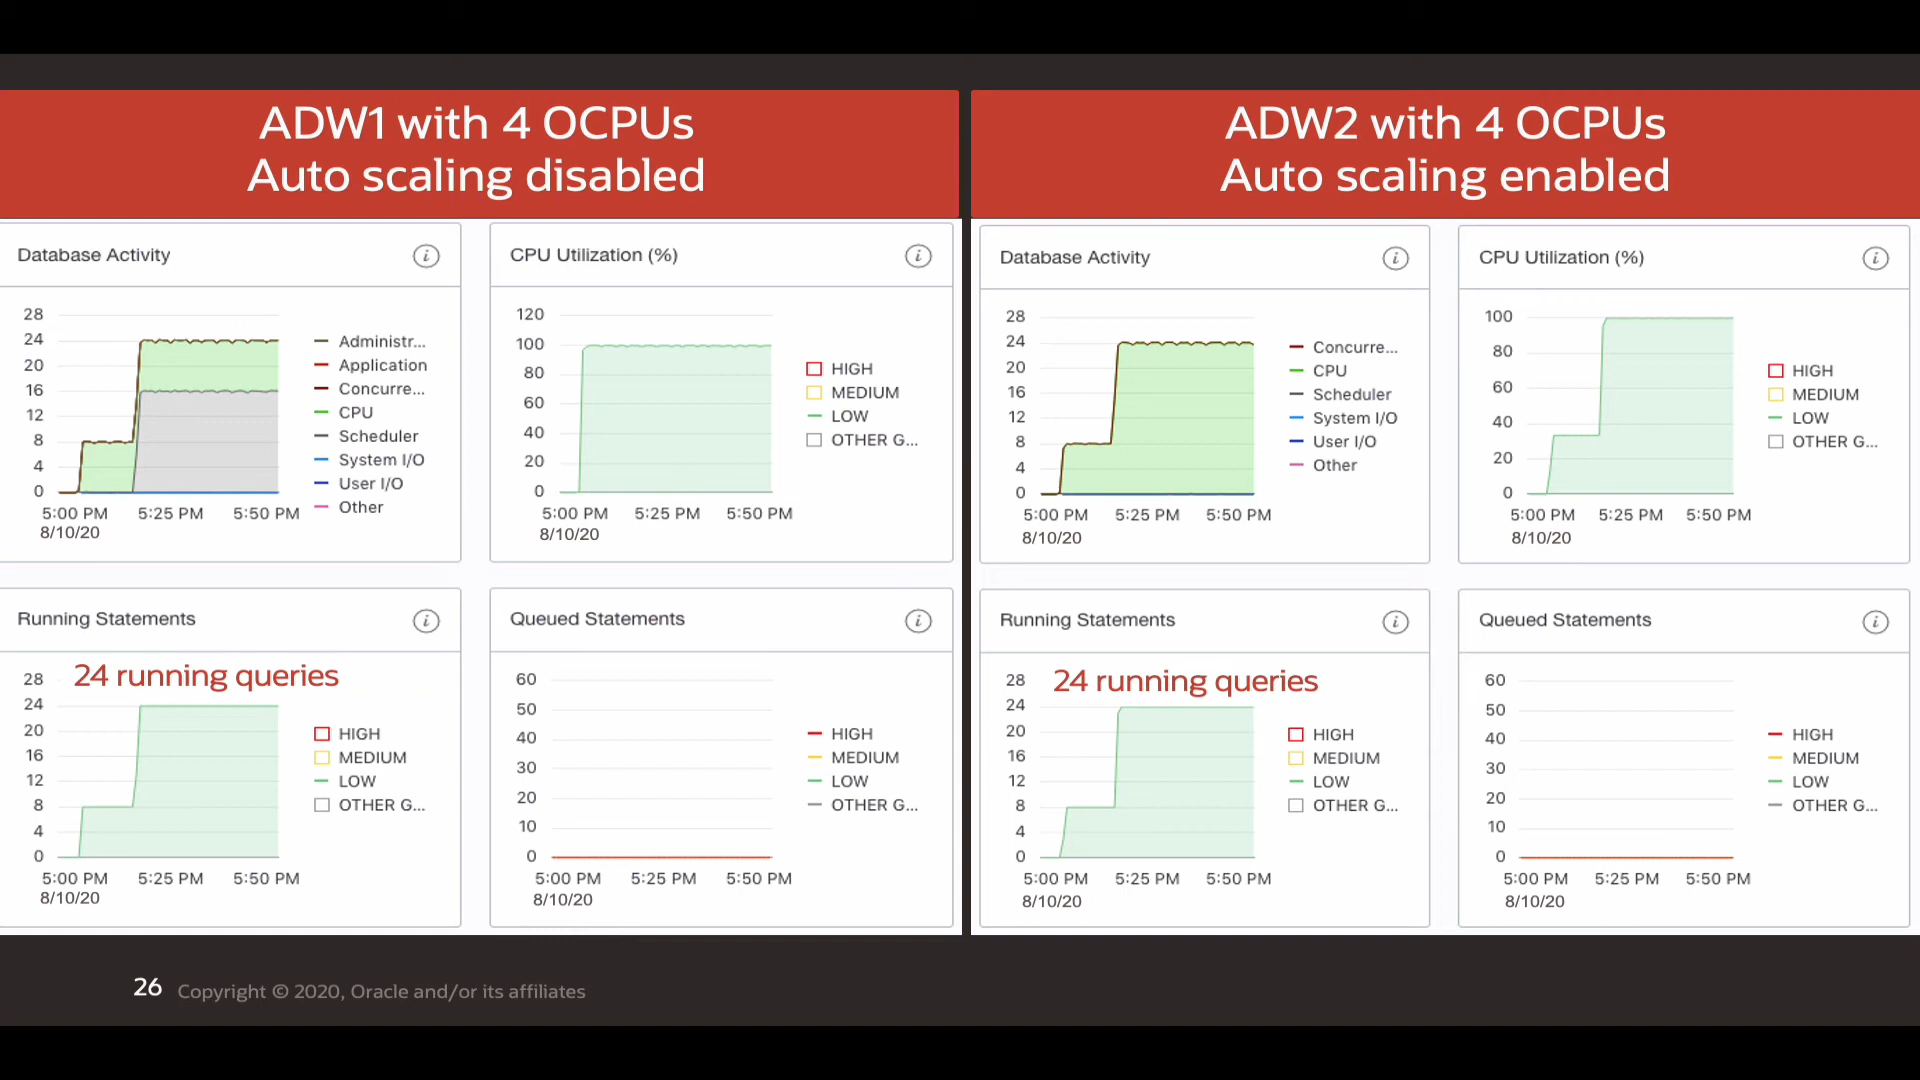 ADW1 with 4 OCPUs
Auto scaling disabled
Database Activity
i
28
24
20
16
12
8
4
0
5:00 PM 5:25 PM 5:50 PM
8/10/20
Administr...
Application
Concurre...
CPU
Scheduler
System I/O
User I/O
Other
CPU Utilization (%)
i
120
100
80
60
40
20
0
5:00 PM 5:25 PM 5:50 PM
8/10/20
HIGH
MEDIUM
LOW
OTHER G...
Running Statements
i
24 running queries
28
24
20
16
12
8
4
0
5:00 PM 5:25 PM 5:50 PM
8/10/20
HIGH
MEDIUM
LOW
OTHER G...
Queued Statements
i
60
50
40
30
20
10
0
5:00 PM 5:25 PM 5:50 PM
8/10/20
HIGH
MEDIUM
LOW
OTHER G...
ADW2 with 4 OCPUs
Auto scaling enabled
Database Activity
i
28
24
20
16
12
8
4
0
5:00 PM 5:25 PM 5:50 PM
8/10/20
Concurre...
CPU
Scheduler
System I/O
User I/O
Other
CPU Utilization (%)
i
100
80
60
40
20
0
5:00 PM 5:25 PM 5:50 PM
8/10/20
HIGH
MEDIUM
LOW
OTHER G...
Running Statements
i
24 running queries
28
24
20
16
12
8
4
0
5:00 PM 5:25 PM 5:50 PM
8/10/20
HIGH
MEDIUM
LOW
OTHER G...
Queued Statements
i
60
50
40
30
20
10
0
5:00 PM 5:25 PM 5:50 PM
8/10/20
HIGH
MEDIUM
LOW
OTHER G...
26 Copyright © 2020, Oracle and/or its affiliates